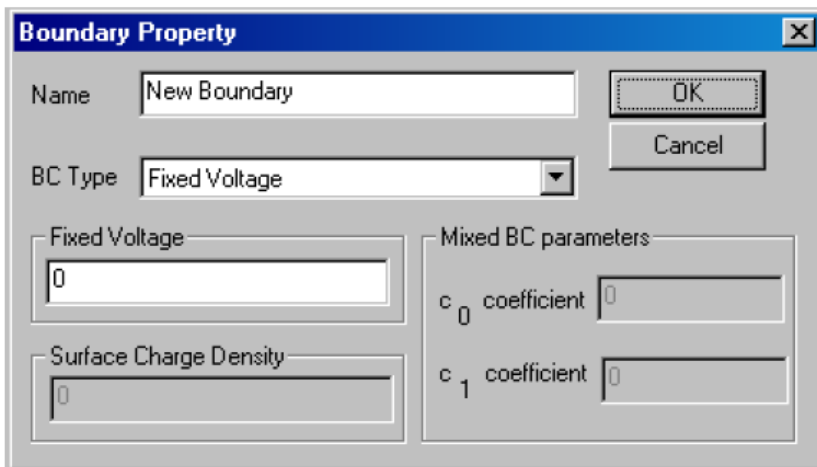 Boundary Property
Name New Boundary OK
Cancel
BC Type Fixed Voltage
Fixed Voltage
0
Surface Charge Density
0
Mixed BC parameters
c 0 coefficient 0
c 1 coefficient 0